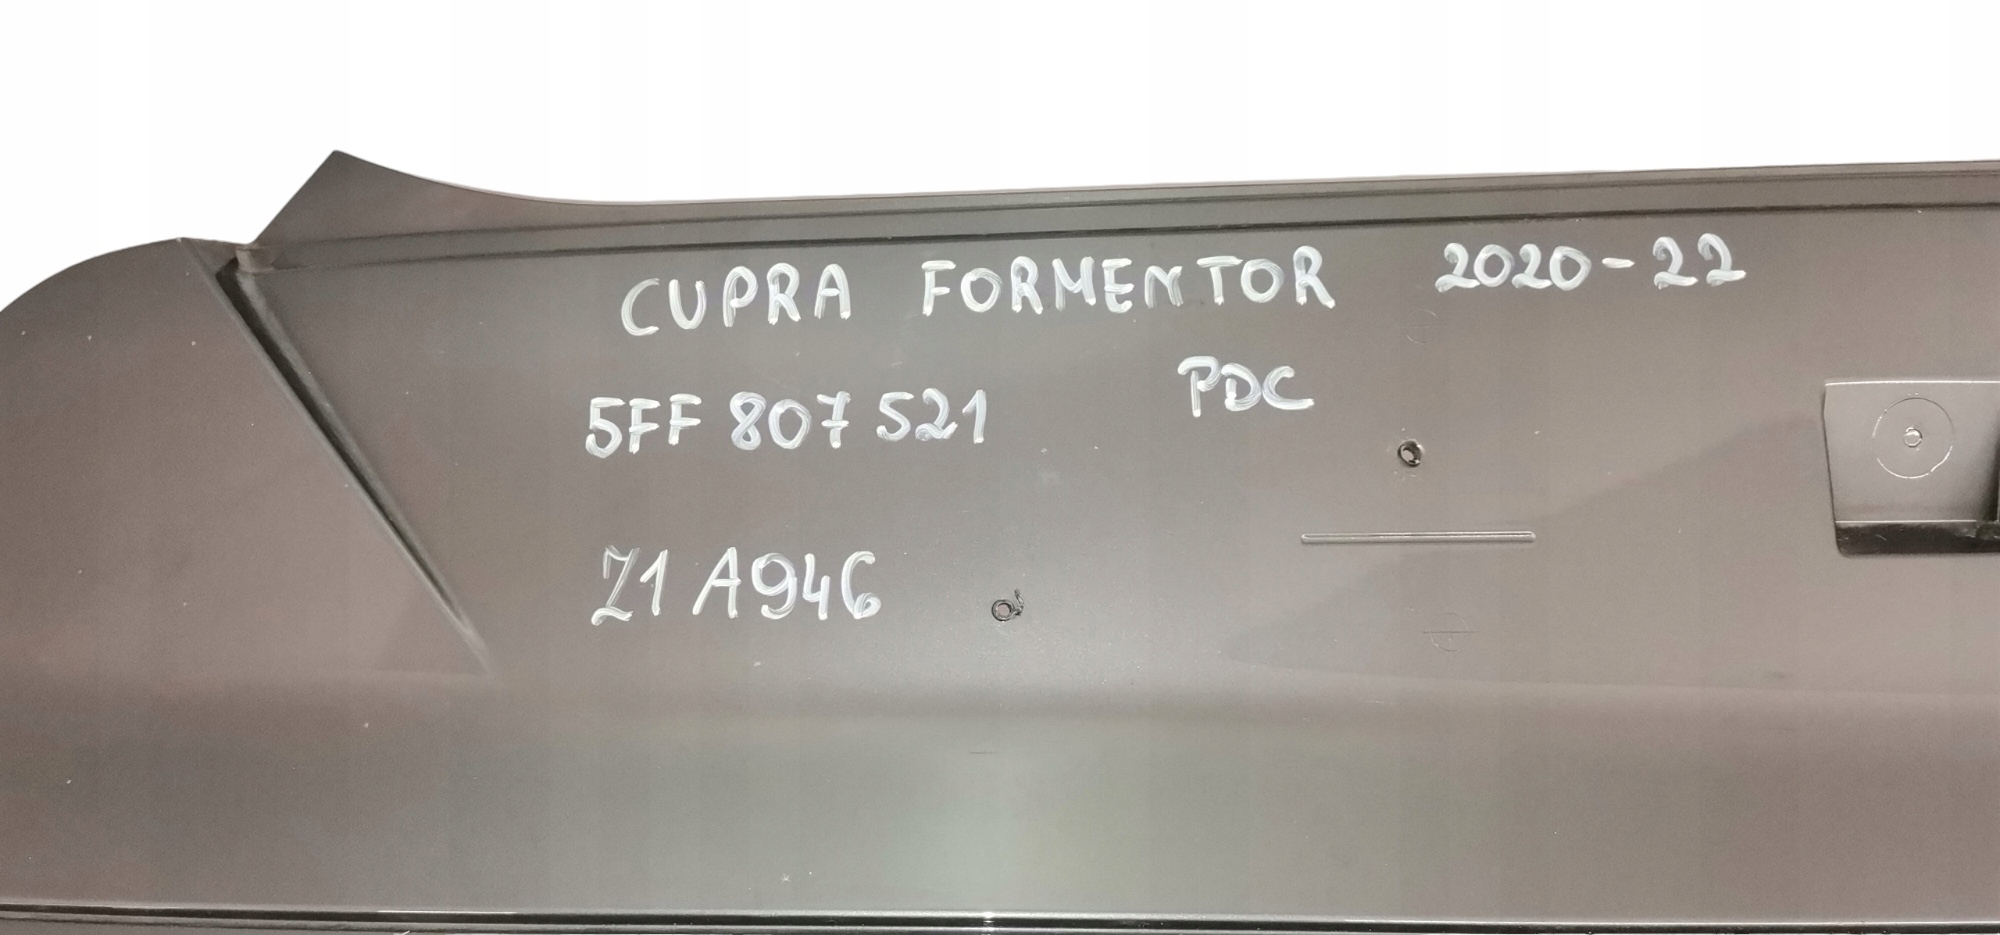 CUPRA FORMENTOR 2020-22
PDC
5FF 807 521
Z1 A946